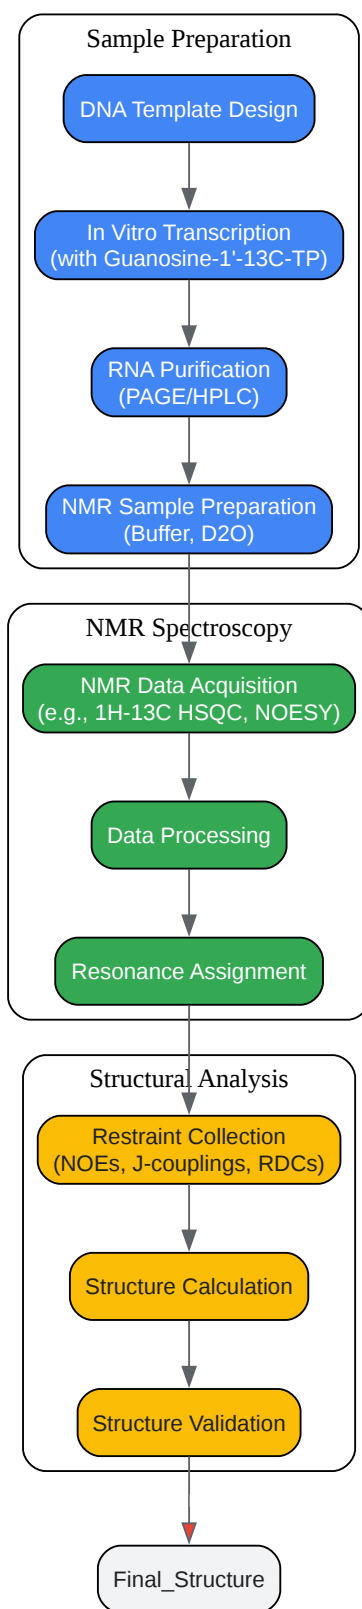 Sample Preparation
DNA Template Design
In Vitro Transcription
(with Guanosine-1'-13C-TP)
RNA Purification
(PAGE/HPLC)
NMR Sample Preparation
(Buffer, D2O)
NMR Spectroscopy
NMR Data Acquisition
(e.g., 1H-13C HSQC, NOESY)
Data Processing
Resonance Assignment
Structural Analysis
Restraint Collection
(NOEs, J-couplings, RDCs)
Structure Calculation
Structure Validation
Final_Structure